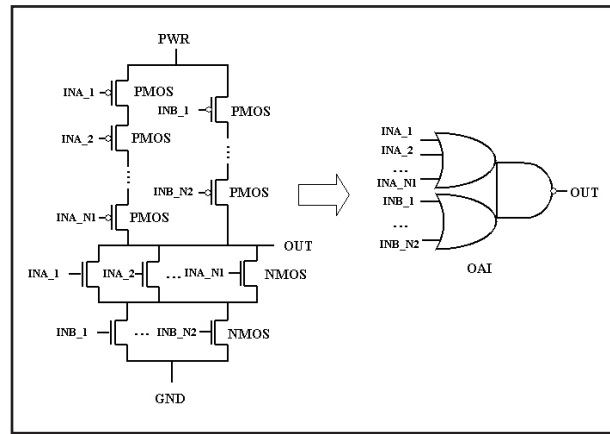 PWR
INA_1
PMOS
INB_1
PMOS
INA_2
PMOS
...
...
INB_N2
PMOS
INA_N1
PMOS
OUT
INA_1
INA_2
... INA_N1
NMOS
INB_1
... INB_N2
NMOS
GND
INA_1
INA_2
...
INA_N1
INB_1
...
INB_N2
OUT
OAI